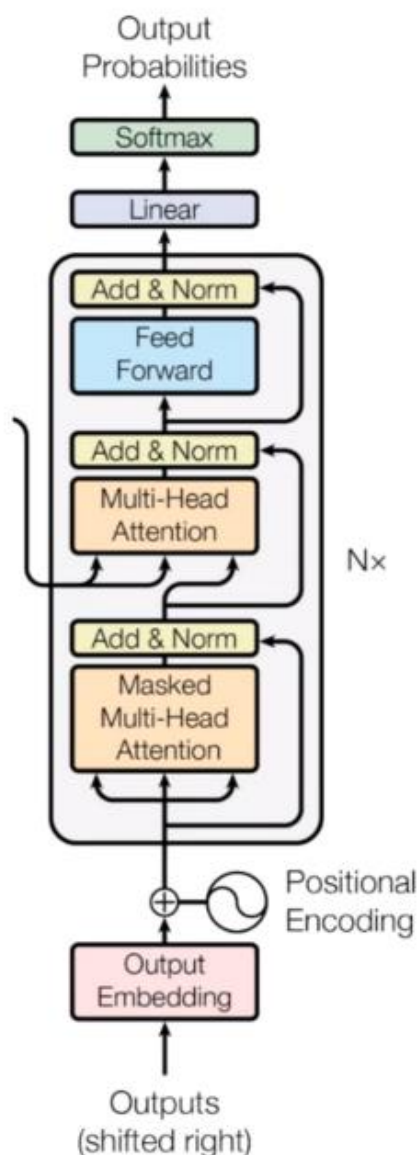 Output
Probabilities
Softmax
Linear
Add & Norm
Feed
Forward
Add & Norm
Multi-Head
Attention
N×
Add & Norm
Masked
Multi-Head
Attention
Positional
Encoding
Output
Embedding
Outputs
(shifted right)